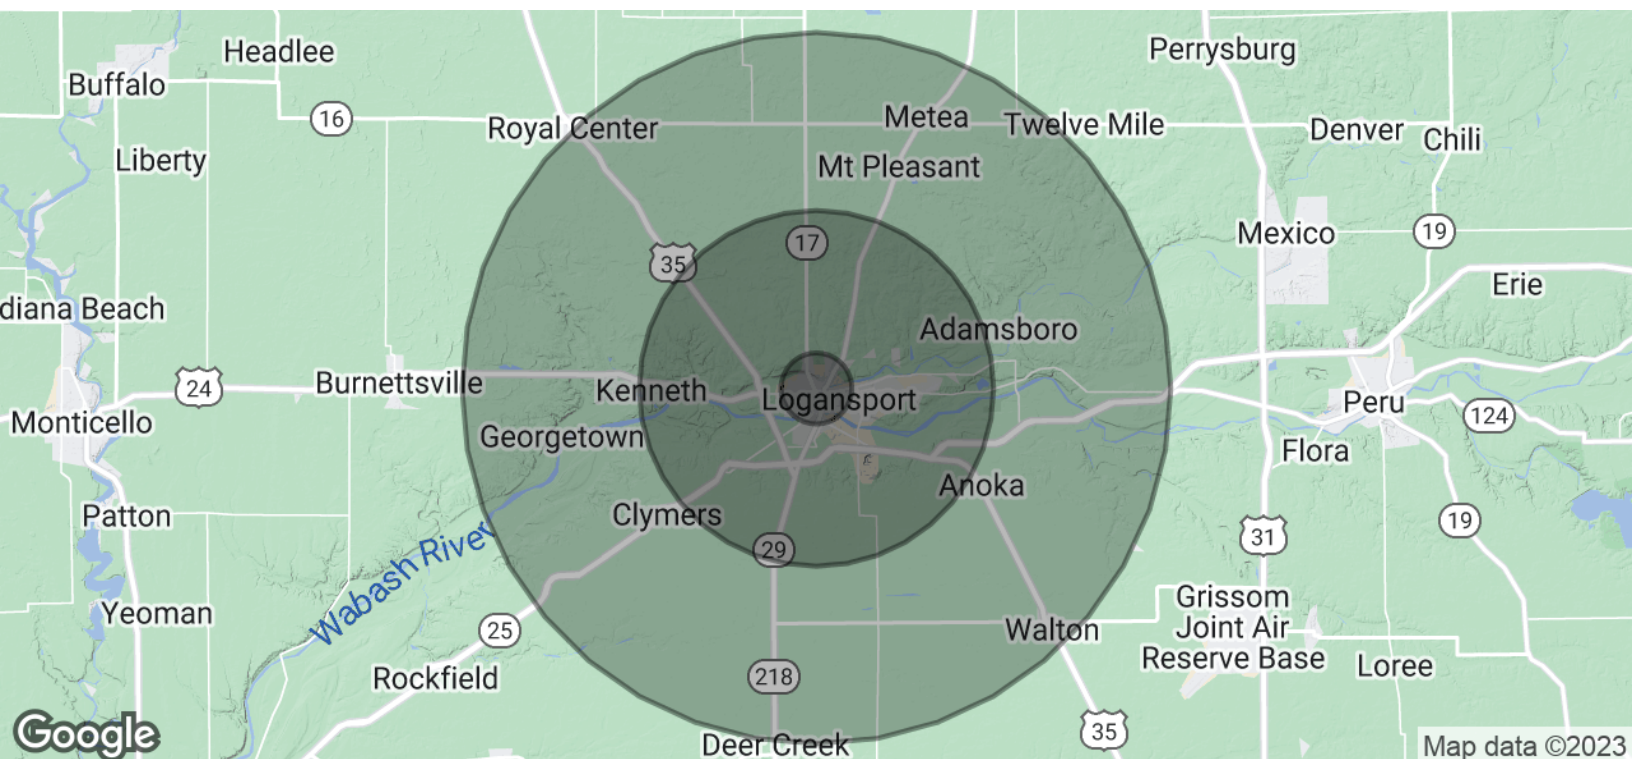 Headlee
Perrysburg
Buffalo
16
Royal Center
Metea
Twelve Mile
Denver
Chili
Liberty
Mt Pleasant
17
Mexico
19
35
Erie
diana Beach
Adamsboro
24
Burnettsville
Kenneth
Logansport
Peru
124
Monticello
Georgetown
Flora
Anoka
Patton
Clymers
19
29
31
Wabash River
Yeoman
25
Walton
Grissom
Joint Air
Reserve Base
Loree
Rockfield
218
35
Google
Deer Creek
Map data ©2023